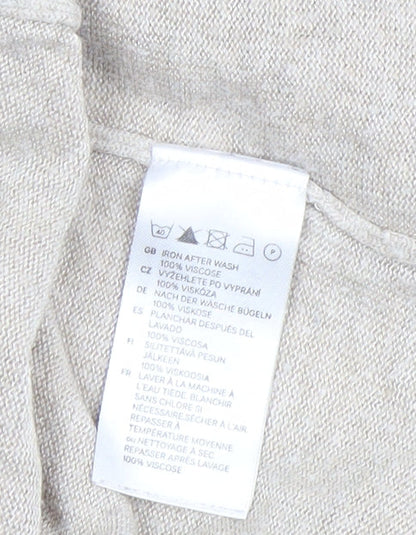 40 P
GB IRON AFTER WASH
100% VISCOSE
CZ VYŽEHLETE PO VYPRÁNÍ
100% VISKÓZA
DE NACH DER WÄSCHE BÜGELN
100% VISKOSE
ES PLANCHAR DESPUÉS DEL
LAVADO
100% VISCOSA
FI SILITETTÄVÄ PESUN
JÄLKEEN
100% VISKOOSIA
FR LAVER À LA MACHINE À
L'EAU TIÈDE, BLANCHIR
SANS CHLORE SI
NÉCESSAIRE, SÉCHER À L'AIR,
REPASSER À
TEMPÉRATURE MOYENNE
ou NETTOYAGE À SEC
REPASSER APRÈS LAVAGE
100% VISCOSE